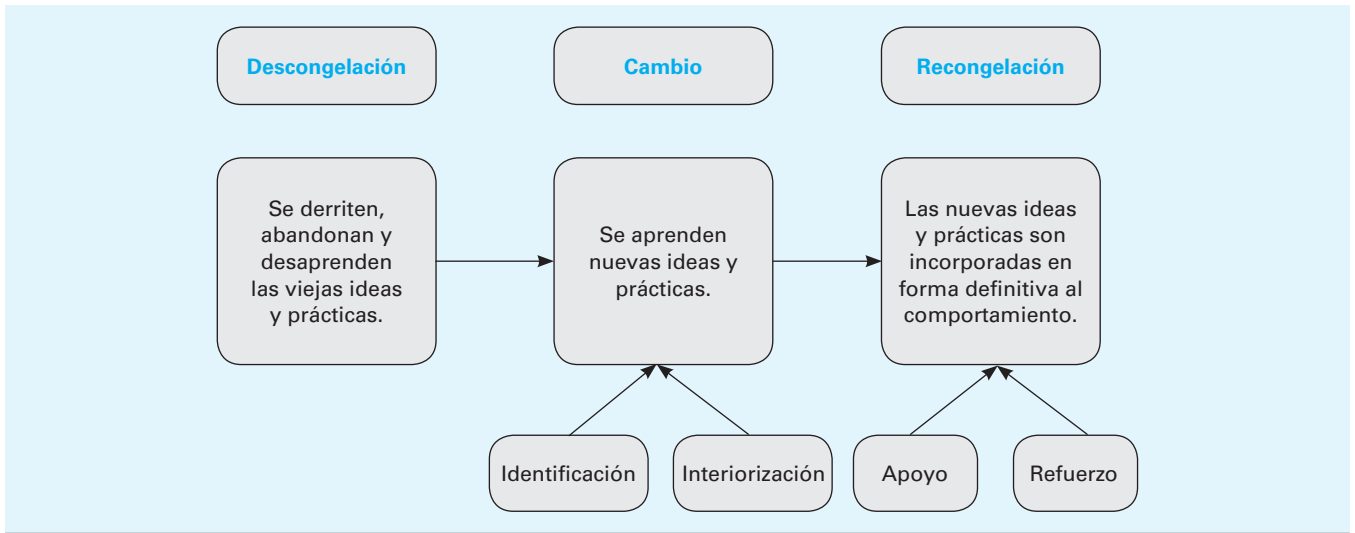 Descongelación
Cambio
Recongelación
Se derriten,
abandonan y
desaprenden
las viejas ideas
y prácticas.
Se aprenden
nuevas ideas y
prácticas.
Las nuevas ideas
y prácticas son
incorporadas en
forma definitiva al
comportamiento.
Identificación
Interiorización
Apoyo
Refuerzo